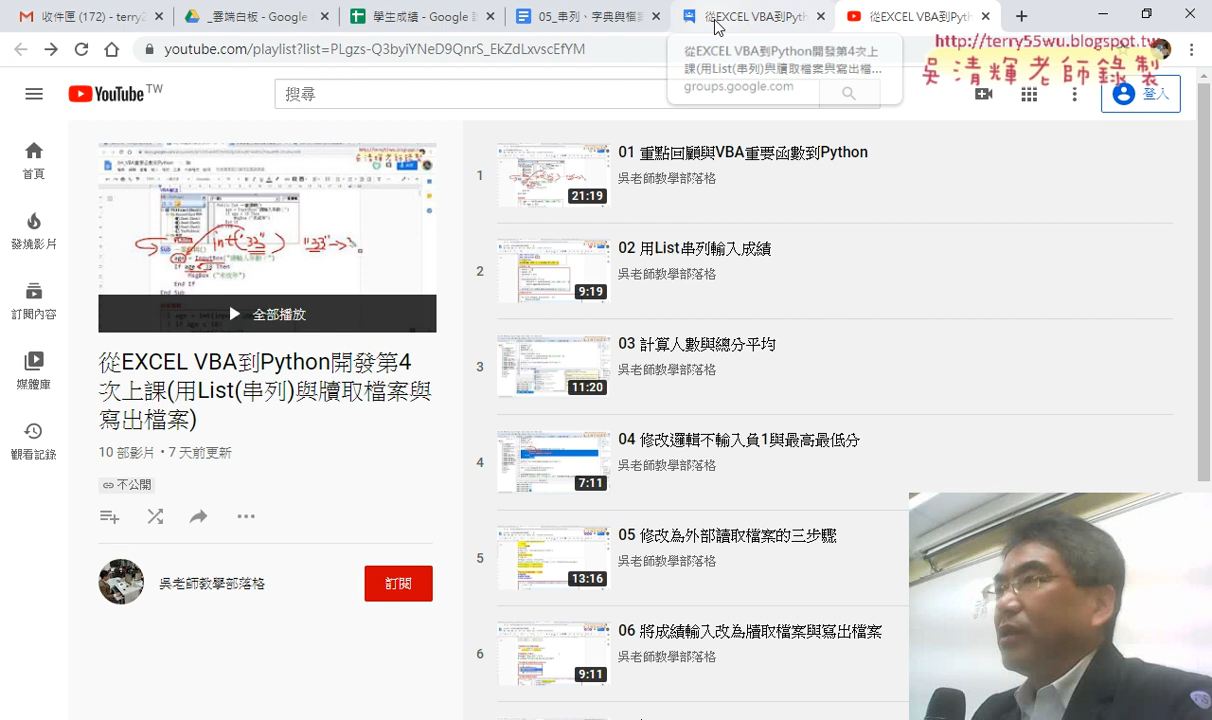 收件匣 (172) - terry2
_雲端白板 - Google
學生成績 - Google
05_串列、字典與檔
從EXCEL VBA到Pyth
從EXCEL VBA到Pyth
youtube.com/playlist?list=PLgzs-Q3byiYNeD9QnrS_EkZdLxvscEfYM
http://terry55wu.blogspot.tw
吳清輝老師錄製
從EXCEL VBA到Python開發第4次上
課(用List(串列)與牘取檔案與寫出檔...
groups.google.com
YouTube TW
搜尋
登入
首頁
發燒影片
訂閱內容
媒體庫
觀看記錄
全部播放
從EXCEL VBA到Python開發第4
次上課(用List(串列)與牘取檔案與
寫出檔案)
10 部影片・7 天前更新
不公開
吳老師教學部落格
訂閱
1
01 重點回顧與VBA重要函數到Python
吳老師教學部落格
21:19
2
02 用List串列輸入成績
吳老師教學部落格
9:19
3
03 計算人數與總分平均
吳老師教學部落格
11:20
4
04 修改邏輯不輸入負1與最高最低分
吳老師教學部落格
7:11
5
05 修改為外部讀取檔案的三步驟
吳老師教學部落格
13:16
6
06 將成績輸入改為牘取檔案與寫出檔案
吳老師教學部落格
9:11